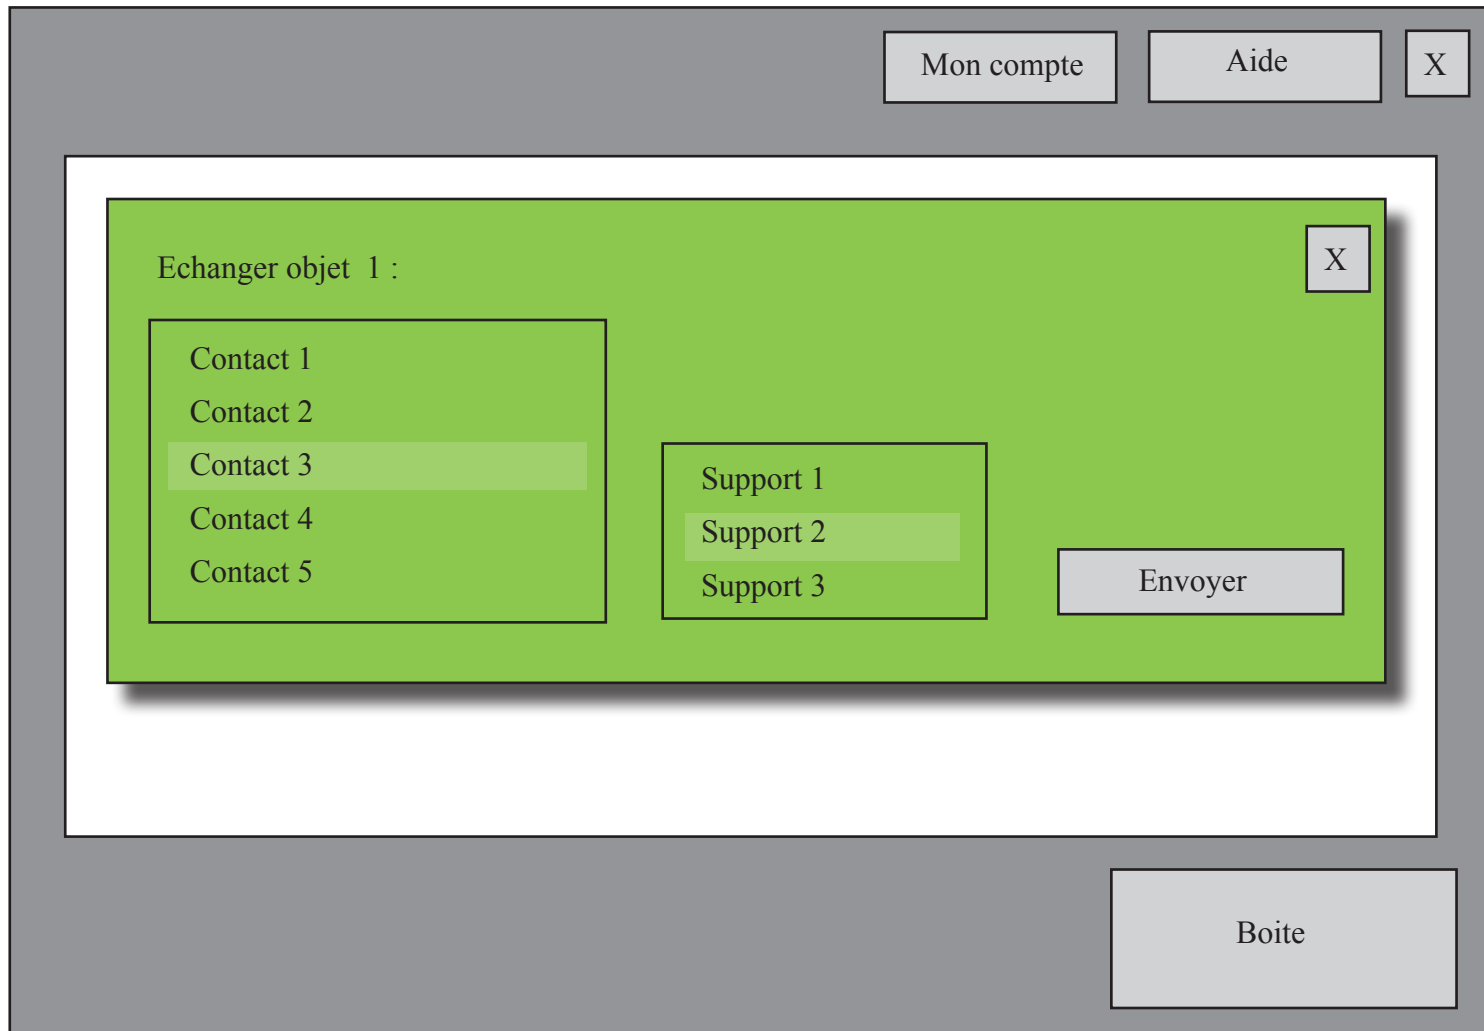 Mon compte
Aide
X
Echanger objet 1 :
X
Contact 1
Contact 2
Contact 3
Contact 4
Contact 5
Support 1
Support 2
Support 3
Envoyer
Boite